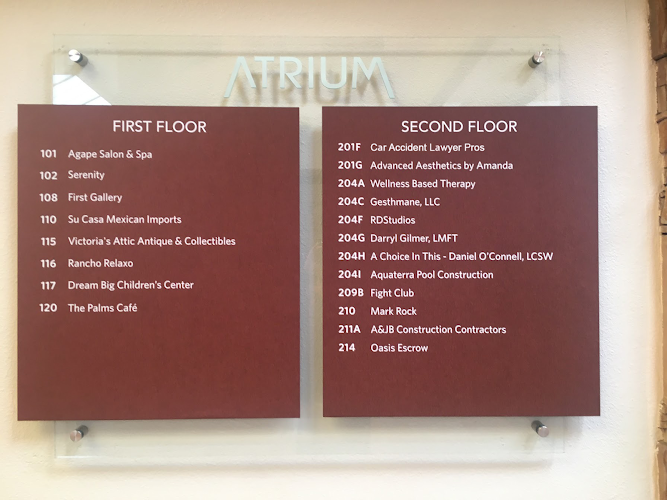 ATRIUM
FIRST FLOOR
101 Agape Salon & Spa
102 Serenity
108 First Gallery
110 Su Casa Mexican Imports
115 Victoria's Attic Antique & Collectibles
116 Rancho Relaxo
117 Dream Big Children's Center
120 The Palms Café
SECOND FLOOR
201F Car Accident Lawyer Pros
201G Advanced Aesthetics by Amanda
204A Wellness Based Therapy
204C Gesthmane, LLC
204F RDStudios
204G Darryl Gilmer, LMFT
204H A Choice In This - Daniel O'Connell, LCSW
204I Aquaterra Pool Construction
209B Fight Club
210 Mark Rock
211A A&JB Construction Contractors
214 Oasis Escrow